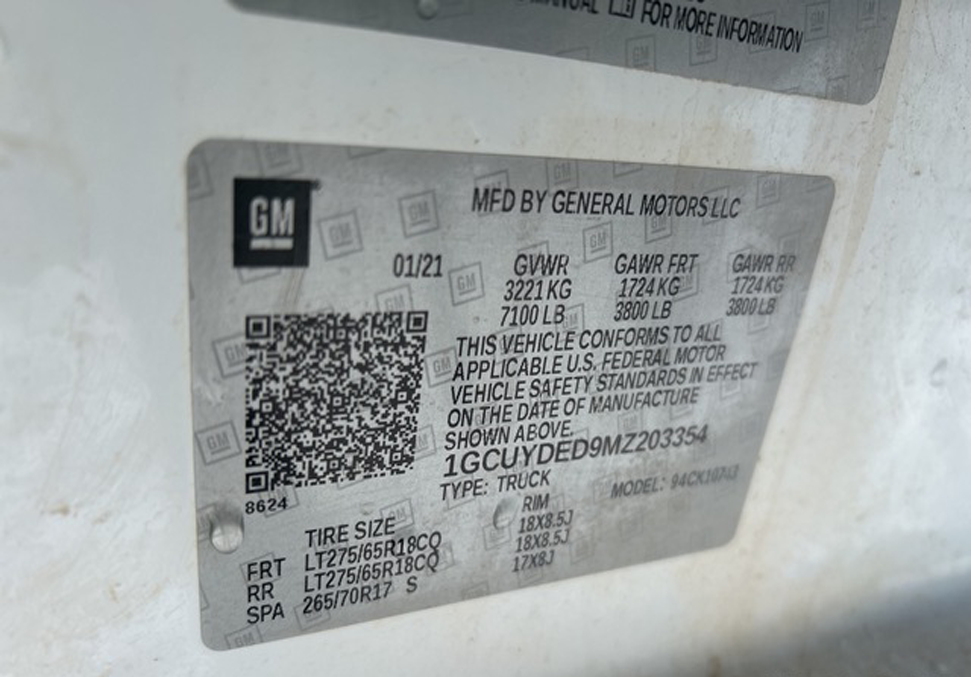 MANUAL FOR MORE INFORMATION
GM
MFD BY GENERAL MOTORS LLC
01/21 GVWR GAWR FRT GAWR RR
3221 KG 1724 KG 1724 KG
7100 LB 3800 LB 3800 LB
THIS VEHICLE CONFORMS TO ALL
APPLICABLE U.S. FEDERAL MOTOR
VEHICLE SAFETY STANDARDS IN EFFECT
ON THE DATE OF MANUFACTURE
SHOWN ABOVE.
1GCUYDED9MZ203354
TYPE: TRUCK MODEL:
8624
TIRE SIZE RIM
FRT LT275/65R18CQ 18X8.5J
RR LT275/65R18CQ 18X8.5J
SPA 265/70R17 S 17X8J